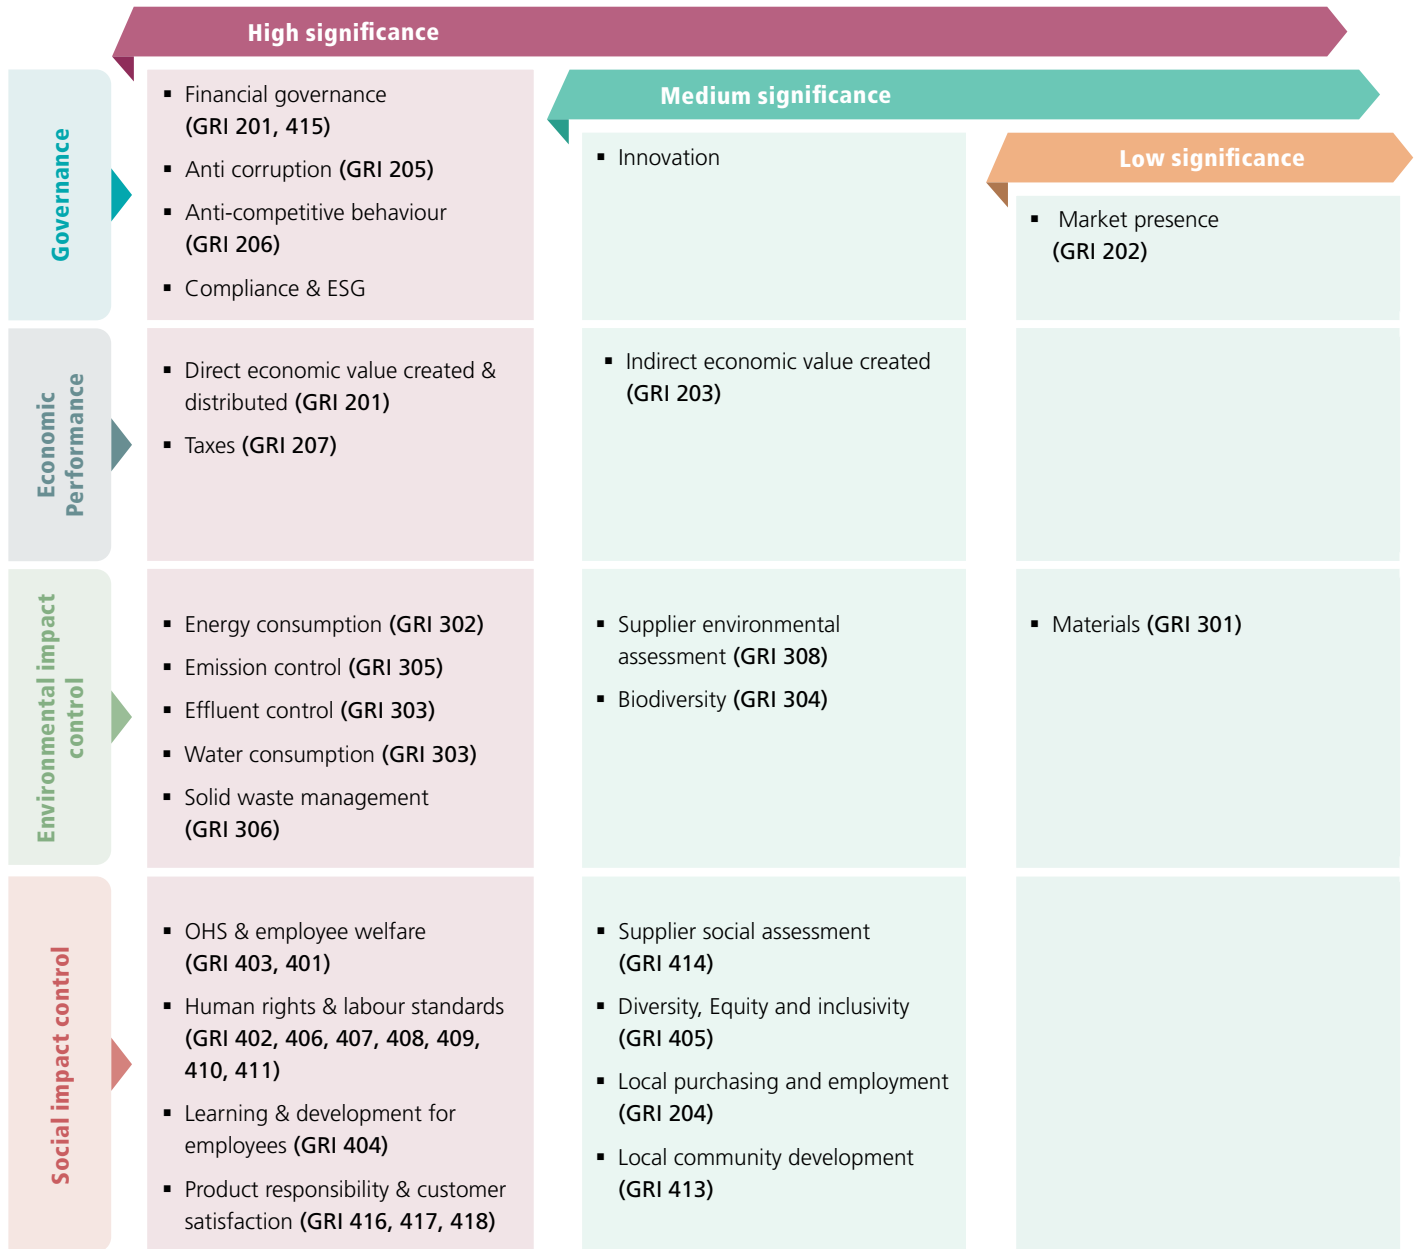 High significance
Medium significance
Low significance
Governance
▪ Financial governance
(GRI 201, 415)
▪ Anti corruption (GRI 205)
▪ Anti-competitive behaviour
(GRI 206)
▪ Compliance & ESG
▪ Innovation
▪ Market presence
(GRI 202)
Economic
Performance
▪ Direct economic value created &
distributed (GRI 201)
▪ Taxes (GRI 207)
▪ Indirect economic value created
(GRI 203)
Environmental impact
control
▪ Energy consumption (GRI 302)
▪ Emission control (GRI 305)
▪ Effluent control (GRI 303)
▪ Water consumption (GRI 303)
▪ Solid waste management
(GRI 306)
▪ Supplier environmental
assessment (GRI 308)
▪ Biodiversity (GRI 304)
▪ Materials (GRI 301)
Social impact control
▪ OHS & employee welfare
(GRI 403, 401)
▪ Human rights & labour standards
(GRI 402, 406, 407, 408, 409,
410, 411)
▪ Learning & development for
employees (GRI 404)
▪ Product responsibility & customer
satisfaction (GRI 416, 417, 418)
▪ Supplier social assessment
(GRI 414)
▪ Diversity, Equity and inclusivity
(GRI 405)
▪ Local purchasing and employment
(GRI 204)
▪ Local community development
(GRI 413)